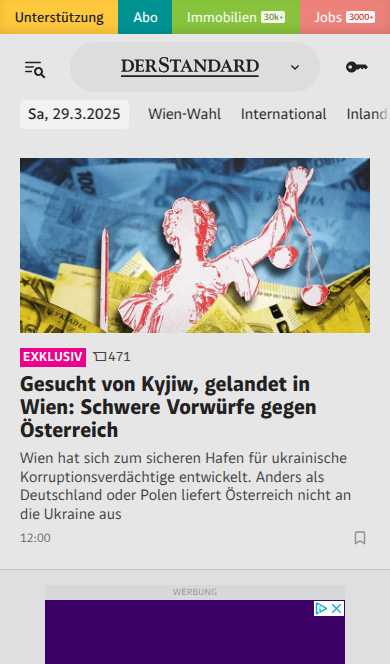 Unterstützung Abo Immobilien 30k+ Jobs 3000+
DERSTANDARD
Sa, 29.3.2025 Wien-Wahl International Inland
EXKLUSIV 471
Gesucht von Kyjiw, gelandet in
Wien: Schwere Vorwürfe gegen
Österreich
Wien hat sich zum sicheren Hafen für ukrainische
Korruptionsverdächtige entwickelt. Anders als
Deutschland oder Polen liefert Österreich nicht an
die Ukraine aus
12:00
WERBUNG